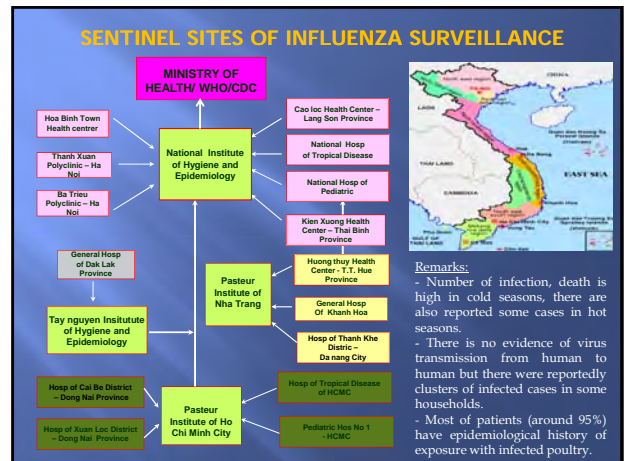 SENTINEL SITES OF INFLUENZA SURVEILLANCE
MINISTRY OF
HEALTH/ WHO/CDC
Hoa Binh Town
Health centrer
Thanh Xuan
Polyclinic – Ha
Noi
Ba Trieu
Polyclinic – Ha
Noi
National Institute
of Hygiene and
Epidemiology
Cao loc Health Center –
Lang Son Province
National Hosp
of Tropical Disease
National Hosp of
Pediatric
Kien Xuong Health
Center – Thai Binh
Province
General Hosp
of Dak Lak
Province
Tay nguyen Insitutute
of Hygiene and
Epidemiology
Pasteur
Institute of
Nha Trang
Huong thuy Health
Center - T.T. Hue
Province
General Hosp
Of Khanh Hoa
Hosp of Thanh Khe
Distric –
Da nang City
Hosp of Cai Be District
– Dong Nai Province
Hosp of Xuan Loc District
– Dong Nai Province
Pasteur
Institute of Ho
Chi Minh City
Hosp of Tropical Disease
of HCMC
Pediatric Hos No 1
- HCMC
CHINA
LAOS
THAI LAND
CAMBODIA
EAST SEA
Remarks:
- Number of infection, death is
high in cold seasons, there are
also reported some cases in hot
seasons.
- There is no evidence of virus
transmission from human to
human but there were reportedly
clusters of infected cases in some
households.
- Most of patients (around 95%)
have epidemiological history of
exposure with infected poultry.